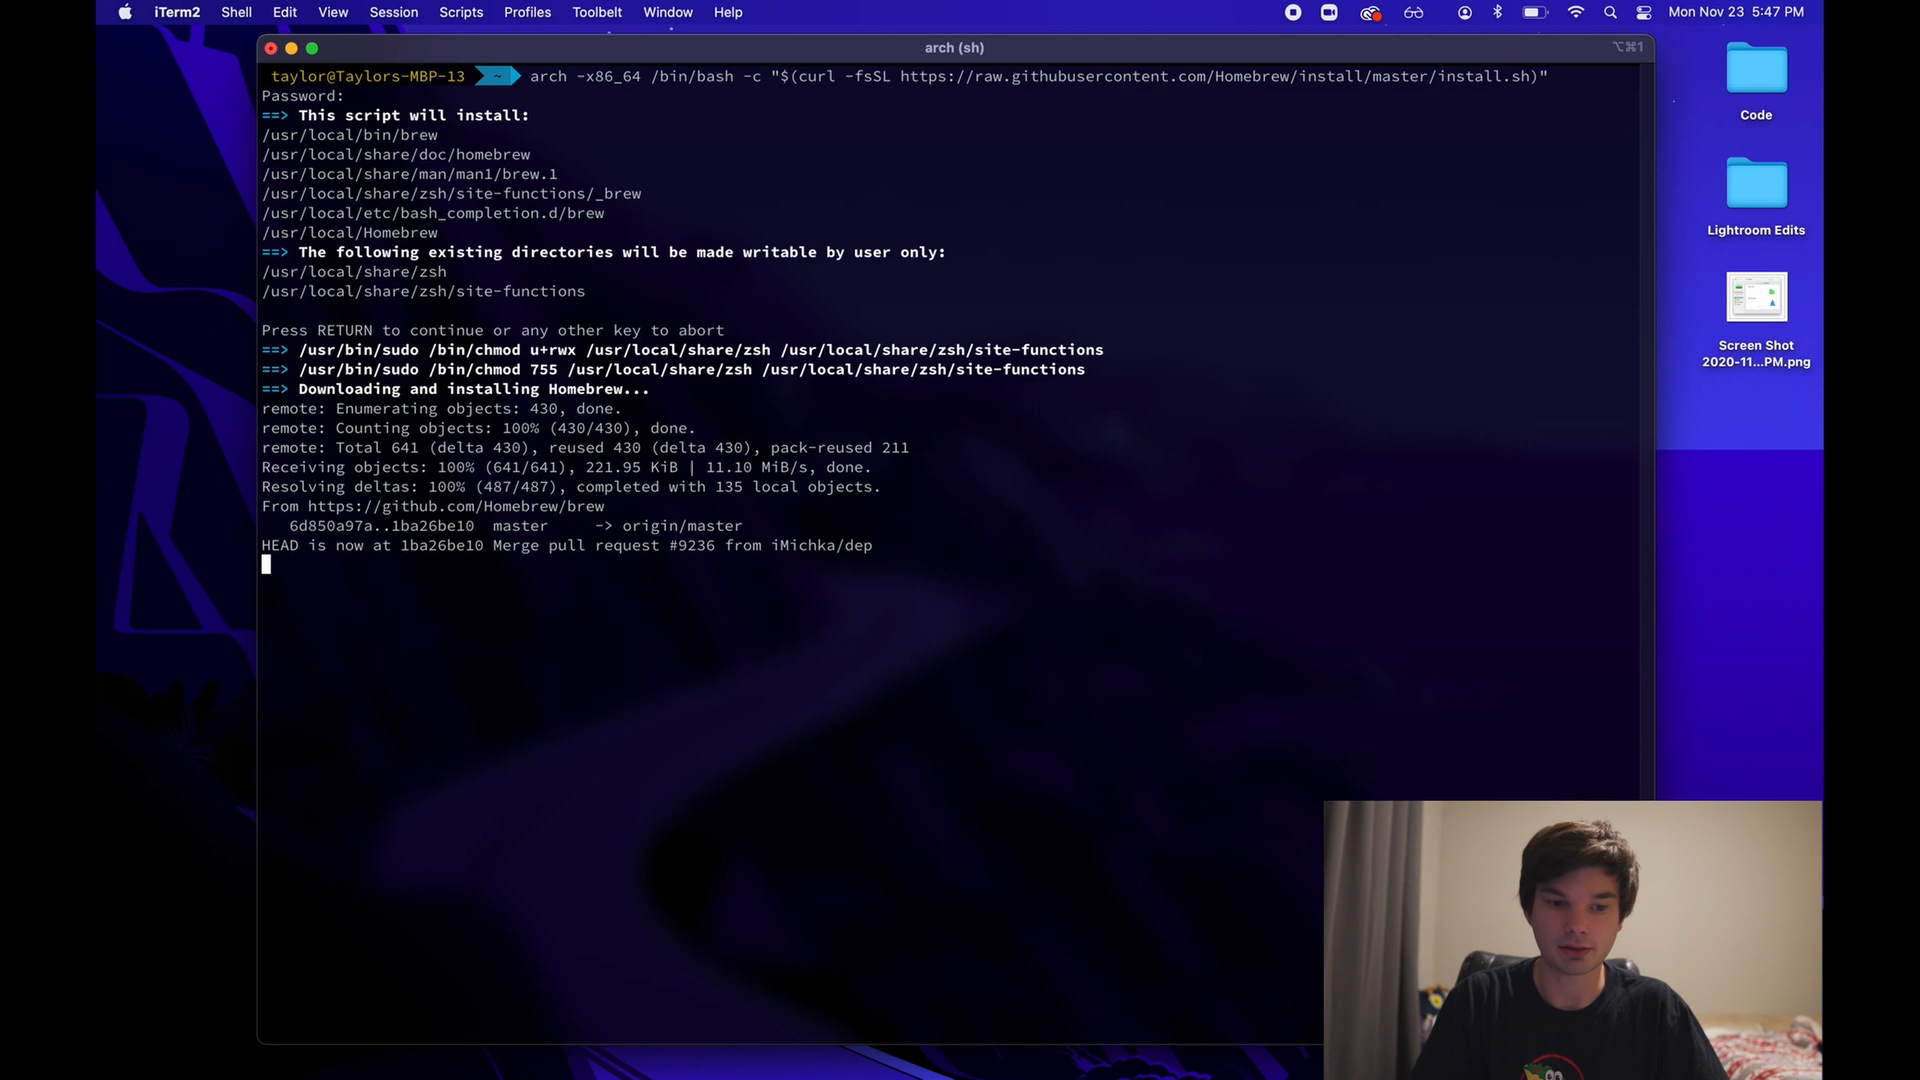 iTerm2 Shell Edit View Session Scripts Profiles Toolbelt Window Help Mon Nov 23 5:47 PM
arch (sh) ⌥⌘1
taylor@Taylors-MBP-13 ~ arch -x86_64 /bin/bash -c "$(curl -fsSL https://raw.githubusercontent.com/Homebrew/install/master/install.sh)"
Password:
==> This script will install:
/usr/local/bin/brew
/usr/local/share/doc/homebrew
/usr/local/share/man/man1/brew.1
/usr/local/share/zsh/site-functions/_brew
/usr/local/etc/bash_completion.d/brew
/usr/local/Homebrew
==> The following existing directories will be made writable by user only:
/usr/local/share/zsh
/usr/local/share/zsh/site-functions
Press RETURN to continue or any other key to abort
==> /usr/bin/sudo /bin/chmod u+rwx /usr/local/share/zsh /usr/local/share/zsh/site-functions
==> /usr/bin/sudo /bin/chmod 755 /usr/local/share/zsh /usr/local/share/zsh/site-functions
==> Downloading and installing Homebrew...
remote: Enumerating objects: 430, done.
remote: Counting objects: 100% (430/430), done.
remote: Total 641 (delta 430), reused 430 (delta 430), pack-reused 211
Receiving objects: 100% (641/641), 221.95 KiB | 11.10 MiB/s, done.
Resolving deltas: 100% (487/487), completed with 135 local objects.
From https://github.com/Homebrew/brew
6d850a97a..1ba26be10 master -> origin/master
HEAD is now at 1ba26be10 Merge pull request #9236 from iMichka/dep
Code
Lightroom Edits
Screen Shot
2020-11...PM.png